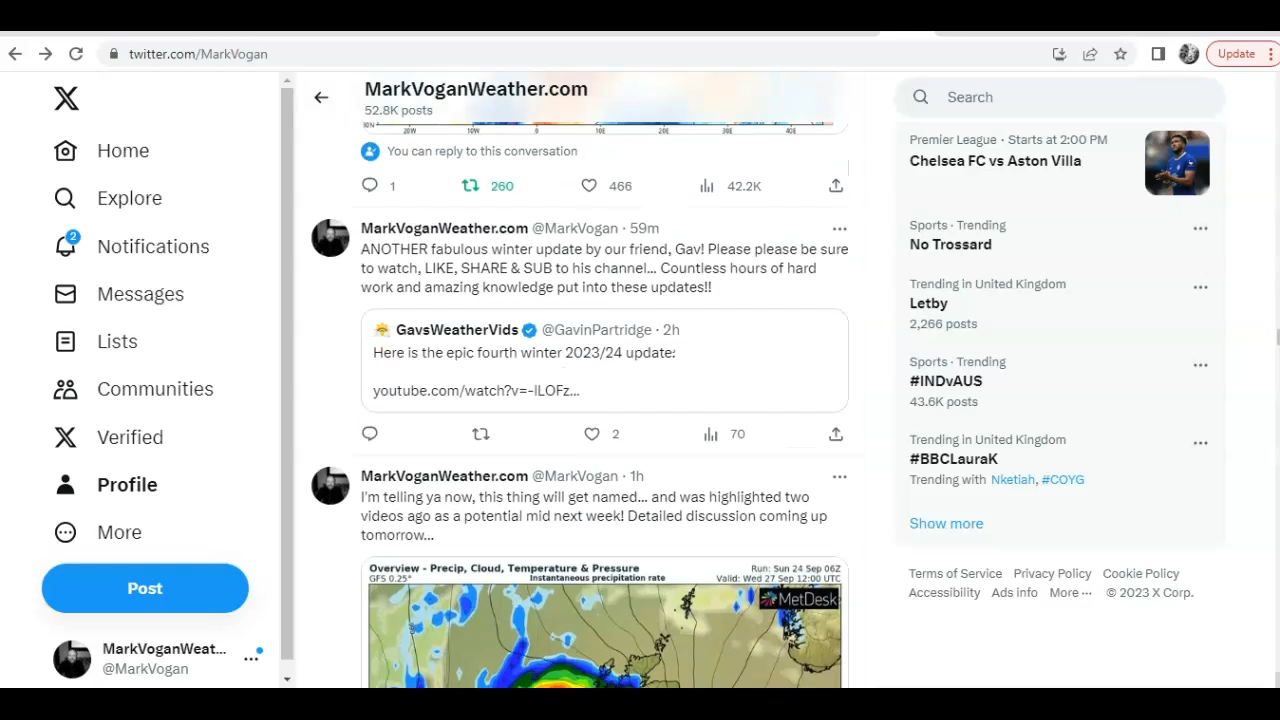 twitter.com/MarkVogan
Update
MarkVoganWeather.com
52.8K posts
20W 10W 0 10E 20E 30E 40E
You can reply to this conversation
1 260 466 42.2K
MarkVoganWeather.com @MarkVogan · 59m
ANOTHER fabulous winter update by our friend, Gav! Please please be sure
to watch, LIKE, SHARE & SUB to his channel... Countless hours of hard
work and amazing knowledge put into these updates!!
GavsWeatherVids @GavinPartridge · 2h
Here is the epic fourth winter 2023/24 update:
youtube.com/watch?v=-ILOFz...
2 70
MarkVoganWeather.com @MarkVogan · 1h
I'm telling ya now, this thing will get named... and was highlighted two
videos ago as a potential mid next week! Detailed discussion coming up
tomorrow...
Overview - Precip, Cloud, Temperature & Pressure Run: Sun 24 Sep 06Z
GFS 0.25° Instantaneous precipitation rate Valid: Wed 27 Sep 12:00 UTC
MetDesk
Home
Explore
2
Notifications
Messages
Lists
Communities
Verified
Profile
More
Post
MarkVoganWeat...
@MarkVogan
Search
Premier League · Starts at 2:00 PM
Chelsea FC vs Aston Villa
Sports · Trending
No Trossard
Trending in United Kingdom
Letby
2,266 posts
Sports · Trending
#INDvAUS
43.6K posts
Trending in United Kingdom
#BBCLauraK
Trending with Nketiah, #COYG
Show more
Terms of Service Privacy Policy Cookie Policy
Accessibility Ads info More ··· © 2023 X Corp.